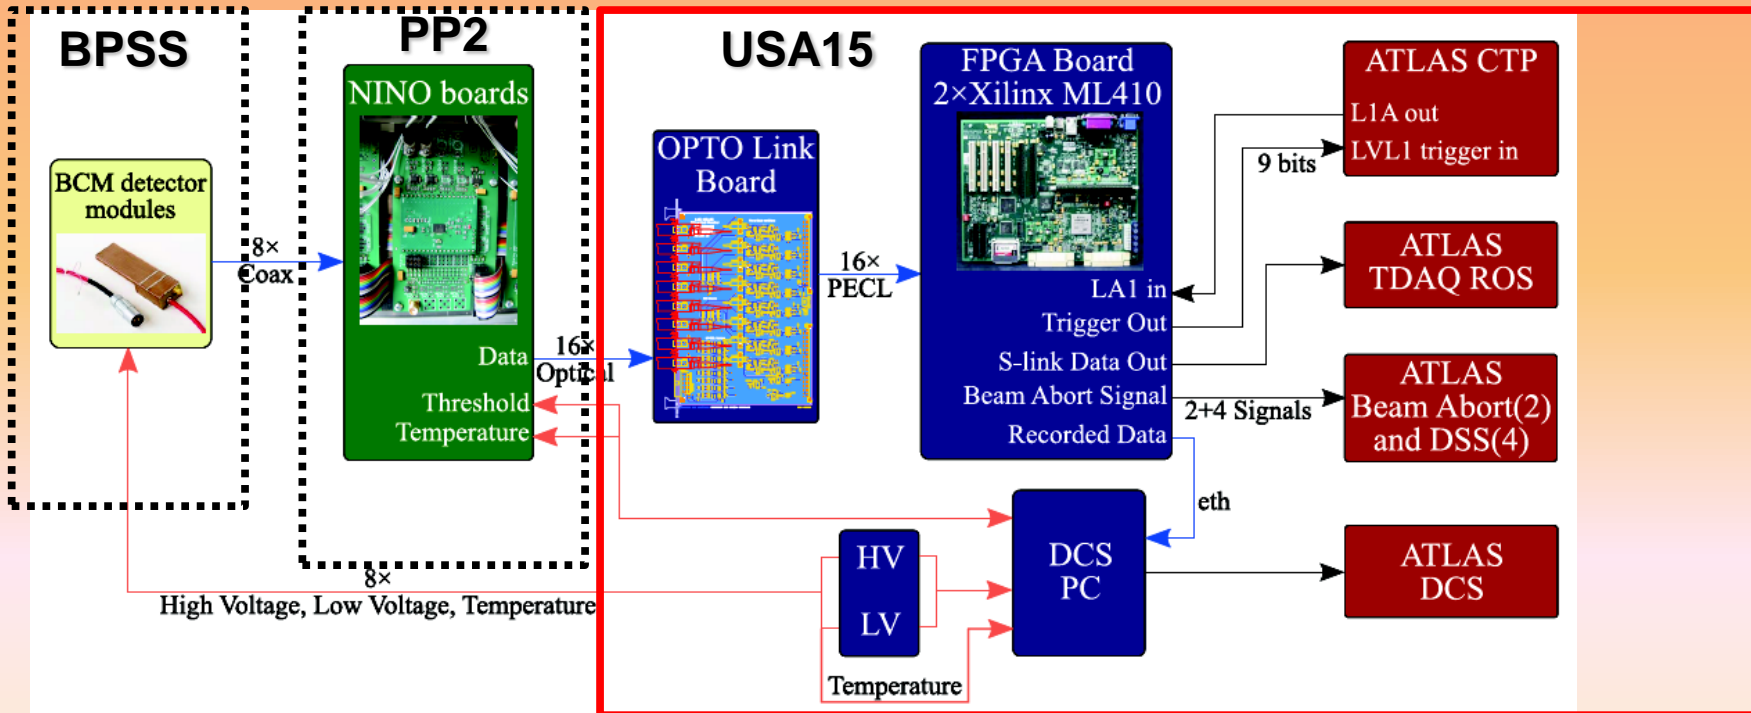 BPSS
PP2
USA15
BCM detector
modules
8×
Coax
NINO boards
Data
Threshold
Temperature
16×
Optical
OPTO Link
Board
16×
PECL
FPGA Board
2×Xilinx ML410
LA1 in
Trigger Out
S-link Data Out
Beam Abort Signal
Recorded Data
9 bits
2+4 Signals
eth
ATLAS CTP
L1A out
LVL1 trigger in
ATLAS
TDAQ ROS
ATLAS
Beam Abort(2)
and DSS(4)
8×
High Voltage, Low Voltage, Temperature
HV
LV
Temperature
DCS
PC
ATLAS
DCS